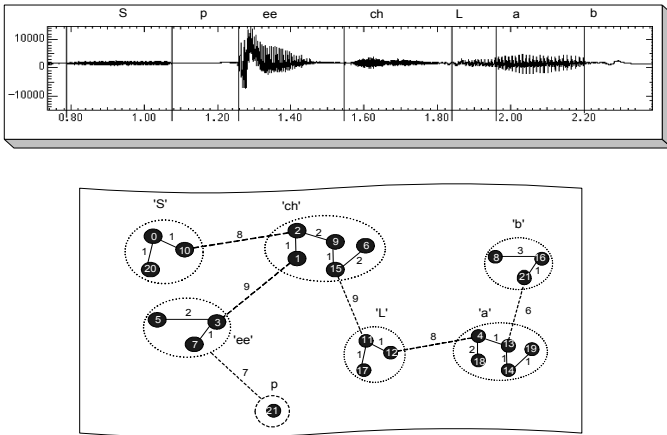 S p ee ch L a b
10000
0
-10000
0.80 1.00 1.20 1.40 1.60 1.80 2.00 2.20
'S' 'ch' 'b'
0 1 10 1 20
8
2 2 9 6 1 1 1 15 2
8 3 16 21 1
9
9
6
5 2 3 7 1 'ee'
'L' 'a'
11 1 12 1 17
8
4 1 13 19 2 18 1 14 1
7
p
21